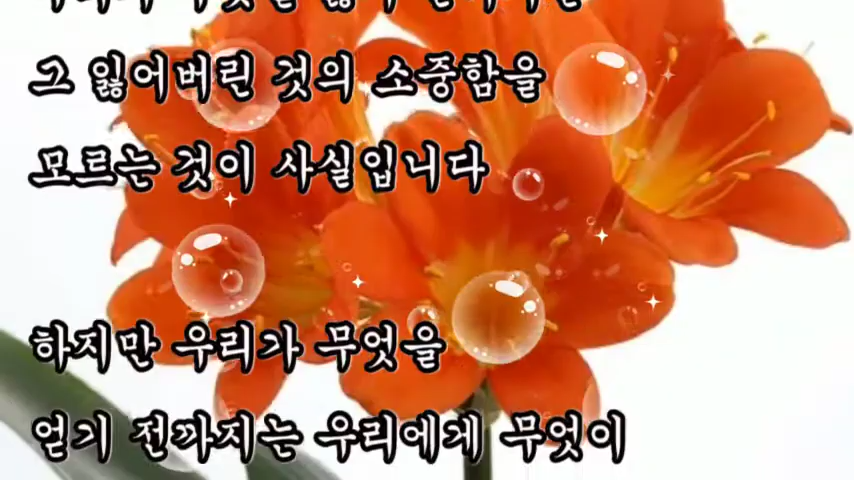 그 잃어버린 것의 소중함을
모르는 것이 사실입니다
하지만 우리가 무엇을
얻기 전까지는 우리에게 무엇이